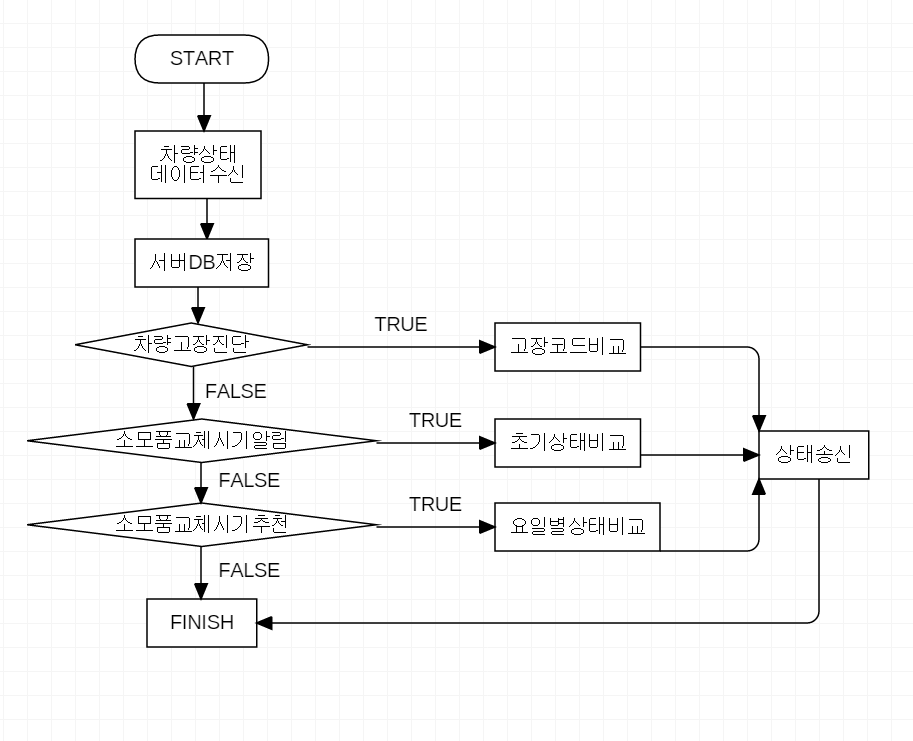 START
차량상태
데이터수신
서버DB저장
차량고장진단
TRUE
고장코드비교
FALSE
소모품교체시기알림
TRUE
초기상태비교
상태송신
FALSE
소모품교체시기추천
TRUE
요일별상태비교
FALSE
FINISH